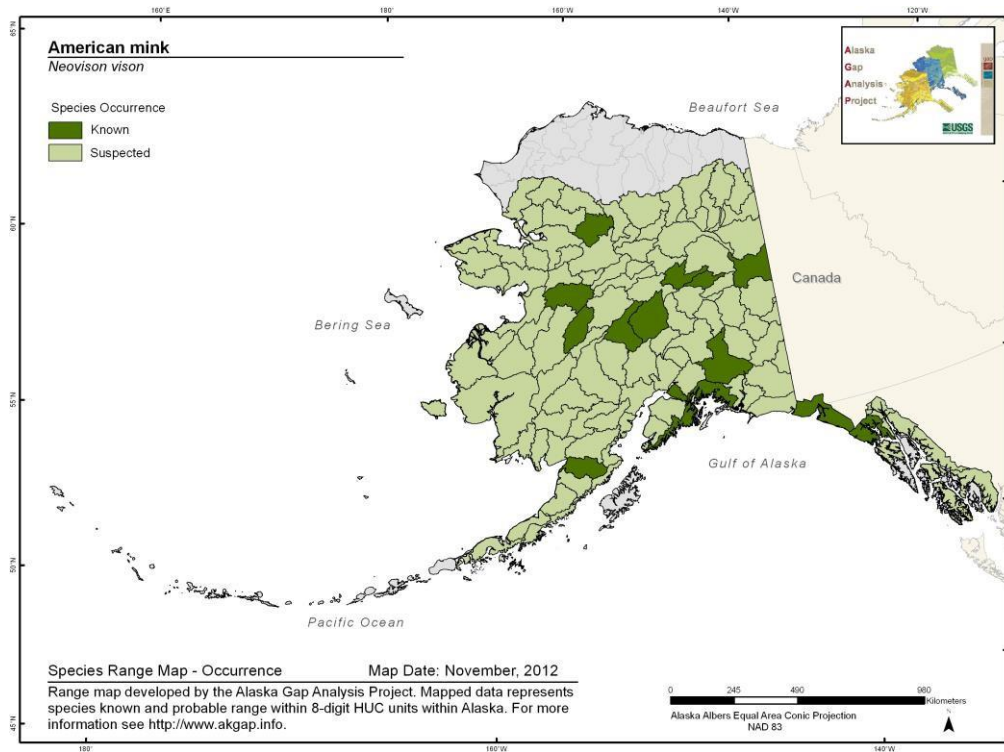 160°E
180°
160°W
140°W
120°W
65°N
60°N
55°N
50°N
45°N
American mink
Neovison vison
Species Occurrence
Known
Suspected
Alaska
Gap
Analysis
Project
USGS
Beaufort Sea
Canada
Bering Sea
Gulf of Alaska
Pacific Ocean
Species Range Map - Occurrence Map Date: November, 2012
Range map developed by the Alaska Gap Analysis Project. Mapped data represents
species known and probable range within 8-digit HUC units within Alaska. For more
information see http://www.akgap.info.
0 245 490 980
Kilometers
Alaska Albers Equal Area Conic Projection
NAD 83
N
180°
160°W
140°W